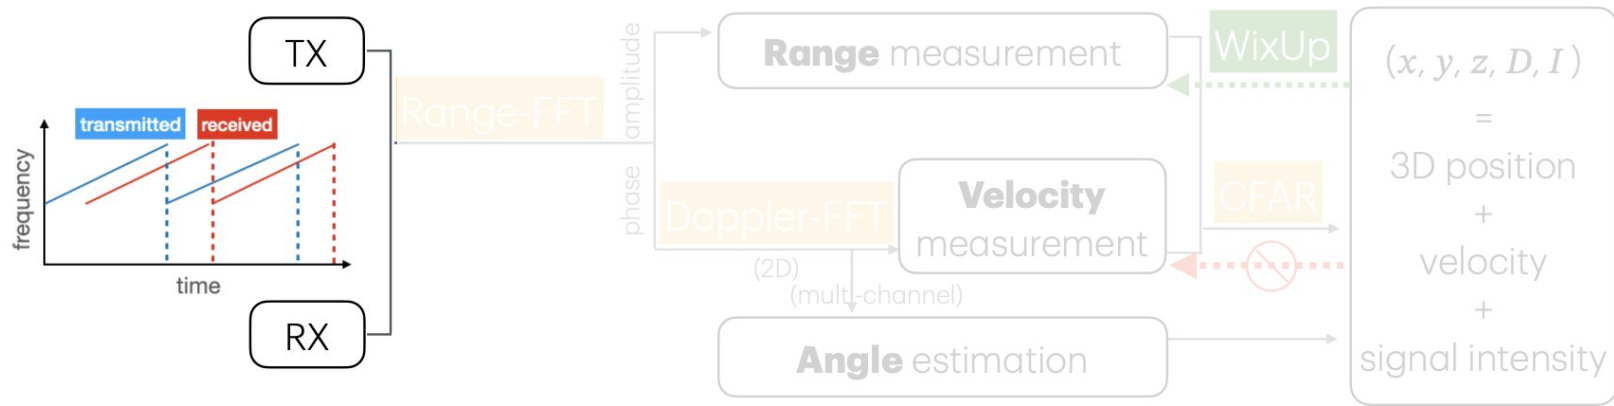 TX
transmitted
received
frequency
time
RX
Range-FFT
amplitude
phase
Range measurement
Doppler-FFT
(2D)
(multi-channel)
Velocity
measurement
Angle estimation
WixUp
CFAR
(x, y, z, D, I)
=
3D position
+
velocity
+
signal intensity